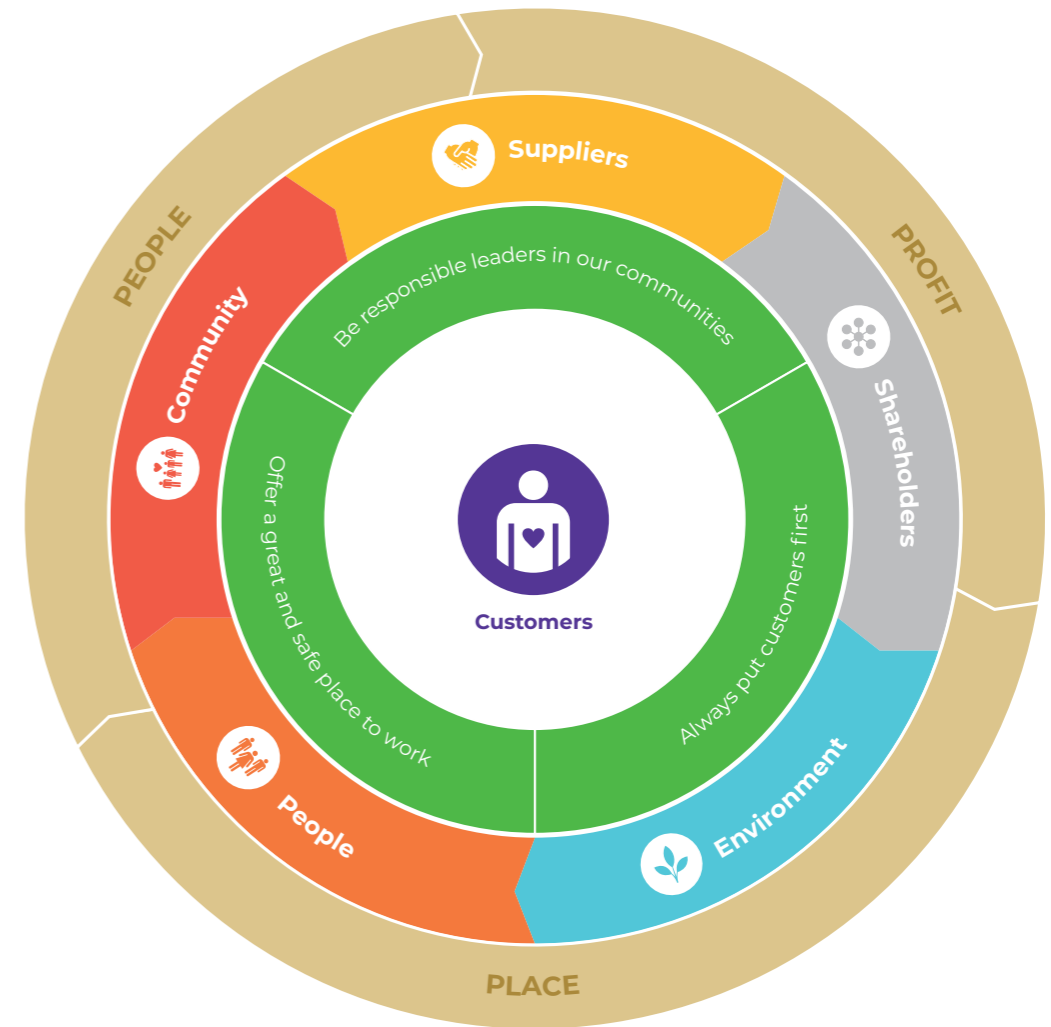 PEOPLE
PROFIT
PLACE
Suppliers
Shareholders
Environment
People
Community
Be responsible leaders in our communities
Always put customers first
Offer a great and safe place to work
Customers